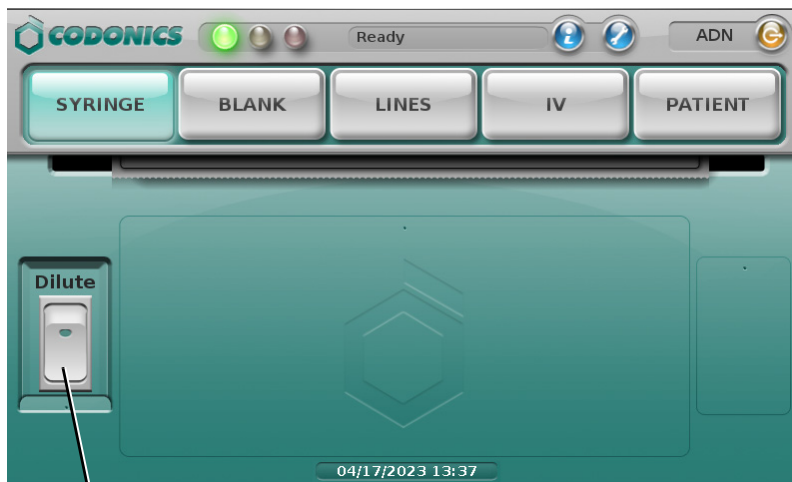 CODONICS Ready ADN
SYRINGE BLANK LINES IV PATIENT
Dilute
04/17/2023 13:37